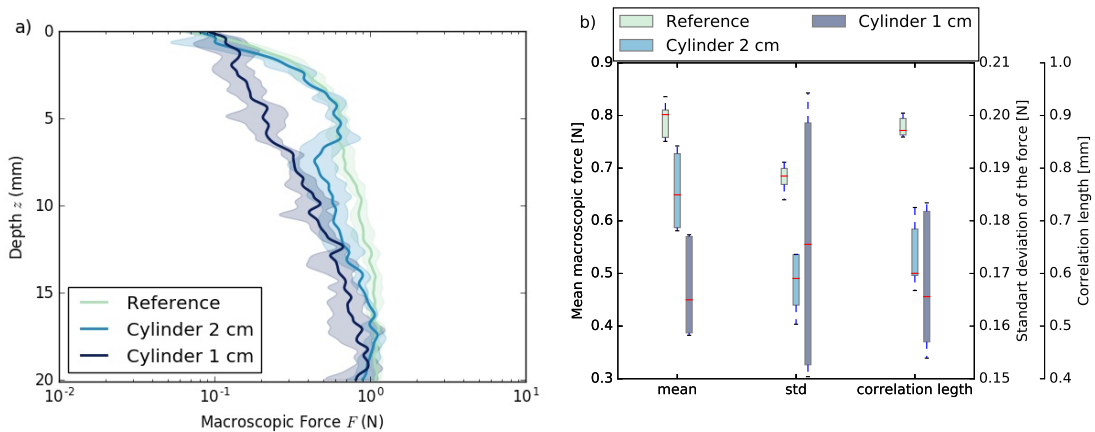 a)
0
5
10
15
20
Depth z (mm)
10⁻² 10⁻¹ 10⁰ 10¹
Macroscopic Force F (N)
Reference
Cylinder 2 cm
Cylinder 1 cm
b)
Reference Cylinder 1 cm
Cylinder 2 cm
0.9
0.8
0.7
0.6
0.5
0.4
0.3
Mean macroscopic force [N]
mean std correlation legth
0.21
0.20
0.19
0.18
0.17
0.16
0.15
Standart deviation of the force [N]
1.0
0.9
0.8
0.7
0.6
0.5
0.4
Correlation length [mm]